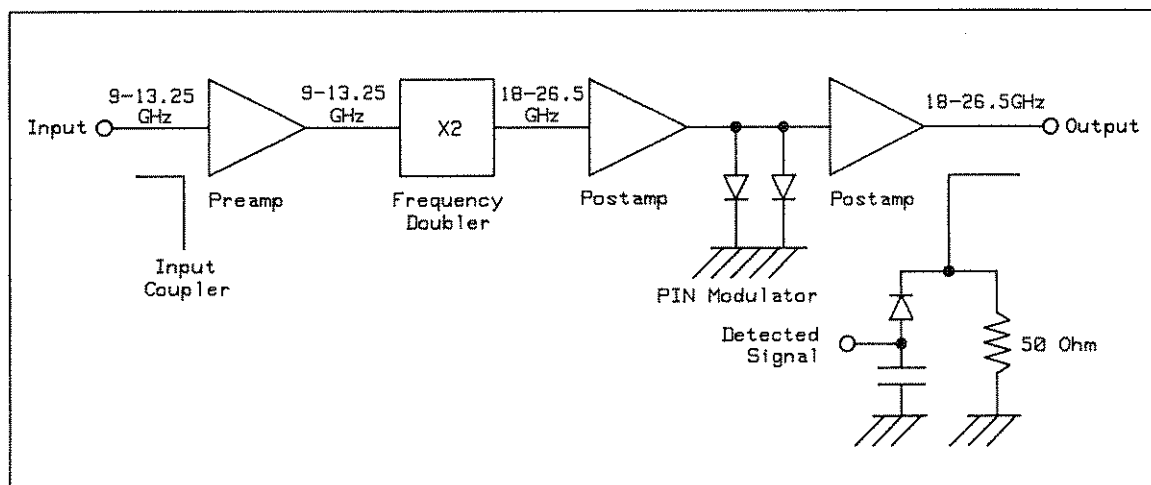 9-13.25
GHz
9-13.25
GHz
18-26.5
GHz
18-26.5GHz
Input
X2
Output
Preamp
Frequency
Doubler
Postamp
Postamp
Input
Coupler
PIN Modulator
Detected
Signal
50 Ohm